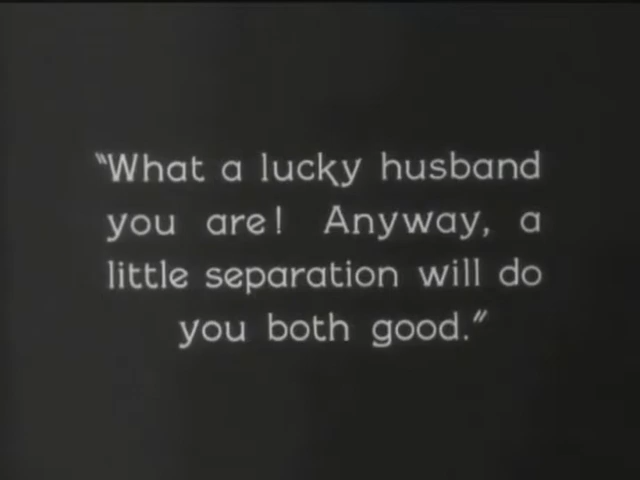 "What a lucky husband
you are! Anyway, a
little separation will do
you both good."